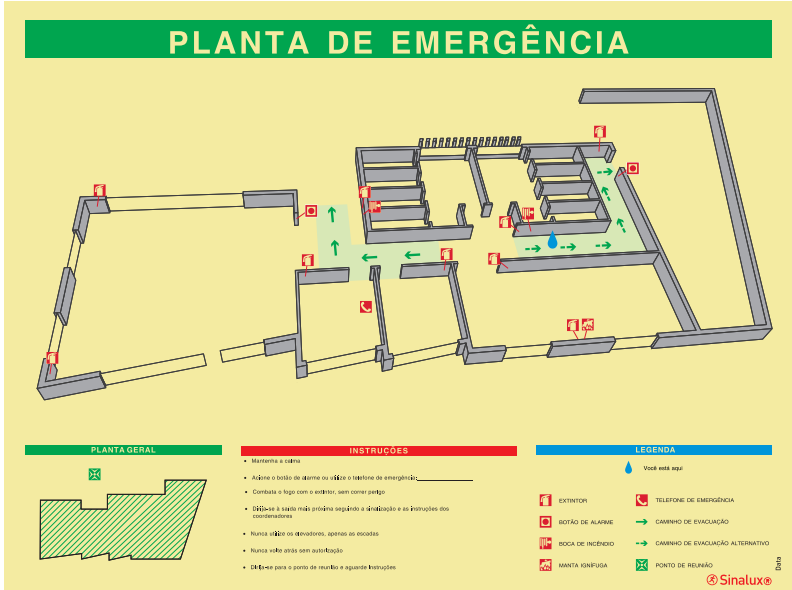 PLANTA DE EMERGÊNCIA
PLANTA GERAL
INSTRUÇÕES
Mantenha a calma
Acione o botão de alarme ou utilize o telefone de emergência:
Combata o fogo com o extintor, sem correr perigo
Dirija-se à saída mais próxima seguindo a sinalização e as instruções dos
coordenadores
Nunca utilize os elevadores, apenas as escadas
Nunca volte atrás sem autorização
Dirija-se para o ponto de reunião e aguarde instruções
LEGENDA
Você está aqui
EXTINTOR
TELEFONE DE EMERGÊNCIA
BOTÃO DE ALARME
CAMINHO DE EVACUAÇÃO
BOCA DE INCÊNDIO
CAMINHO DE EVACUAÇÃO ALTERNATIVO
MANTA IGNÍFUGA
PONTO DE REUNIÃO
Data
Sinalux®